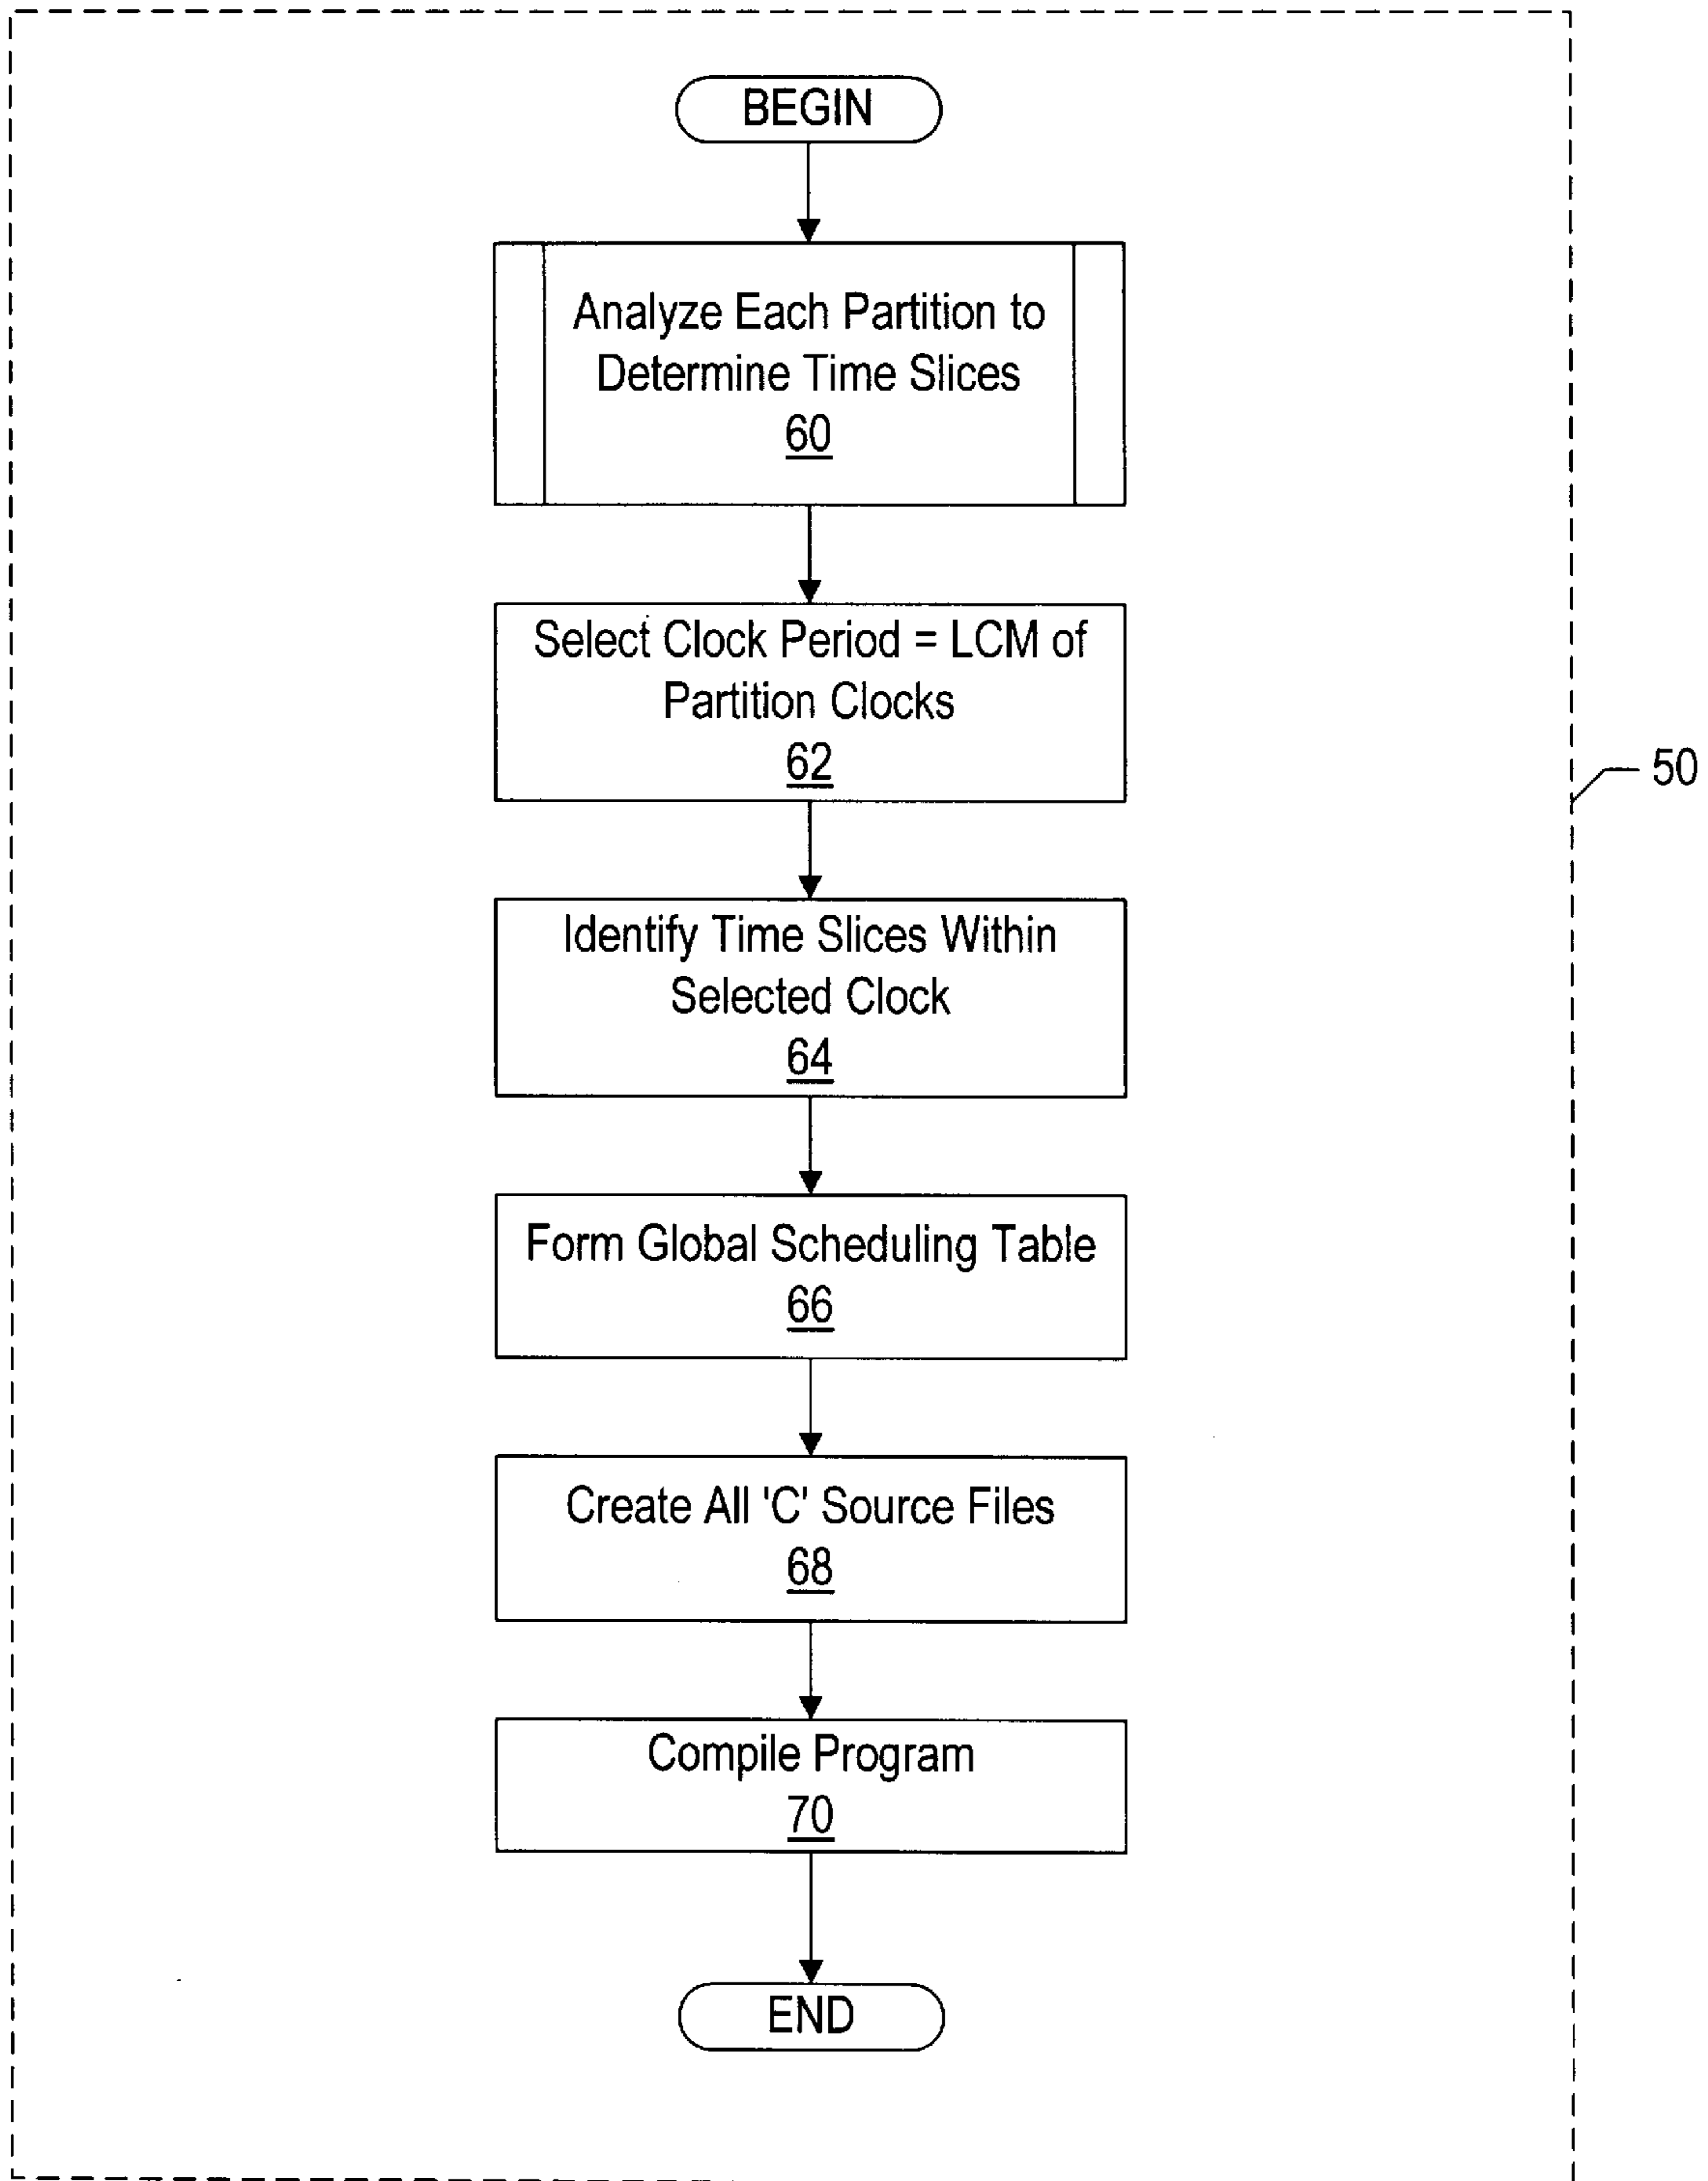 BEGIN
Analyze Each Partition to
Determine Time Slices
60
Select Clock Period = LCM of
Partition Clocks
62
50
Identify Time Slices Within
Selected Clock
64
Form Global Scheduling Table
66
Create All 'C' Source Files
68
Compile Program
70
END